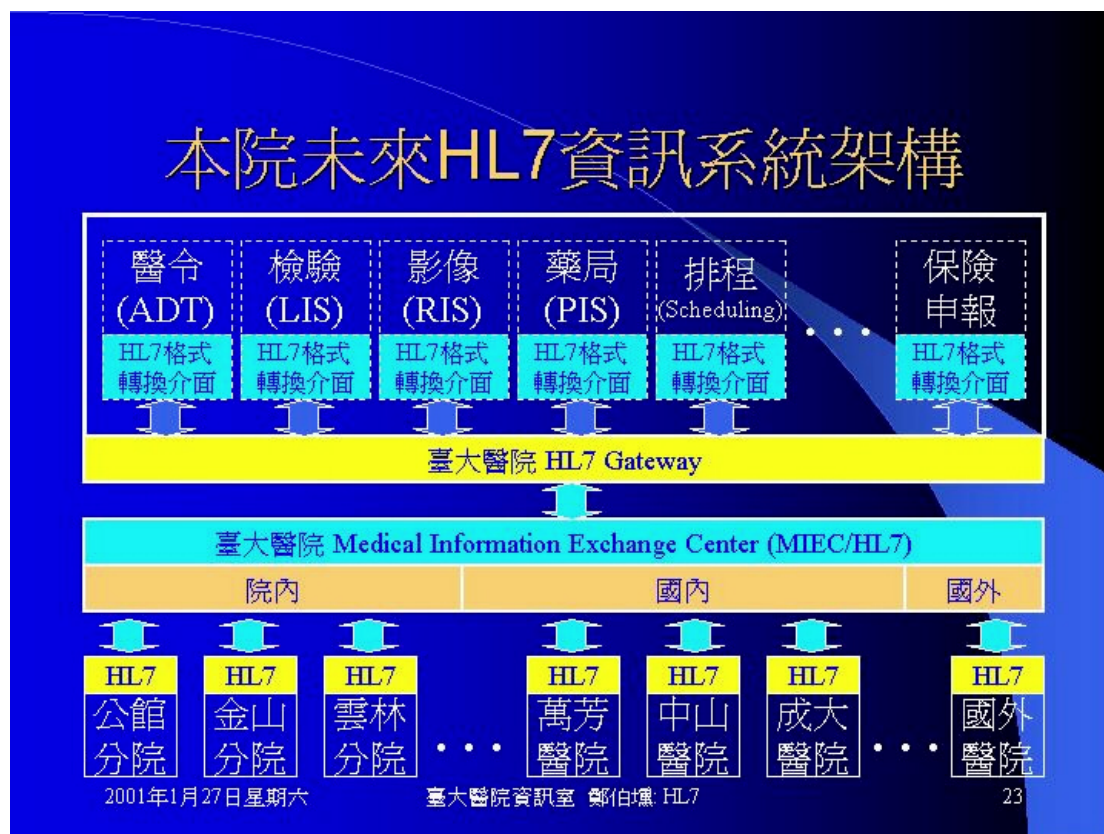 本院未來HL7資訊系統架構
醫令
(ADT)
HL7格式
轉換介面
檢驗
(LIS)
HL7格式
轉換介面
影像
(RIS)
HL7格式
轉換介面
藥局
(PIS)
HL7格式
轉換介面
排程
(Scheduling)
HL7格式
轉換介面
• • •
保險
申報
HL7格式
轉換介面
臺大醫院 HL7 Gateway
臺大醫院 Medical Information Exchange Center (MIEC/HL7)
院內
國內
國外
HL7
公館
分院
HL7
金山
分院
HL7
雲林
分院
• • •
HL7
萬芳
醫院
HL7
中山
醫院
HL7
成大
醫院
• • •
HL7
國外
醫院
2001年1月27日星期六
臺大醫院資訊室 鄭伯壎: HL7
23